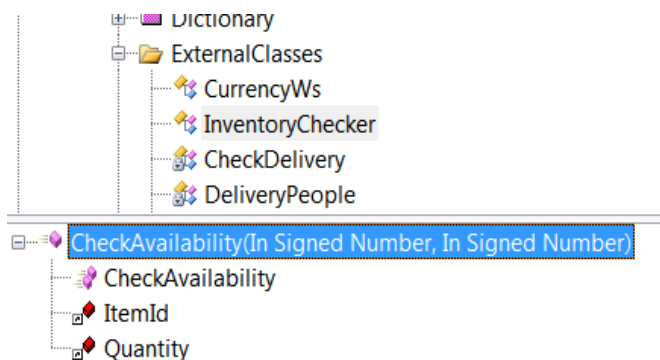 Dictionary
ExternalClasses
CurrencyWs
InventoryChecker
CheckDelivery
DeliveryPeople
CheckAvailability(In Signed Number, In Signed Number)
CheckAvailability
ItemId
Quantity